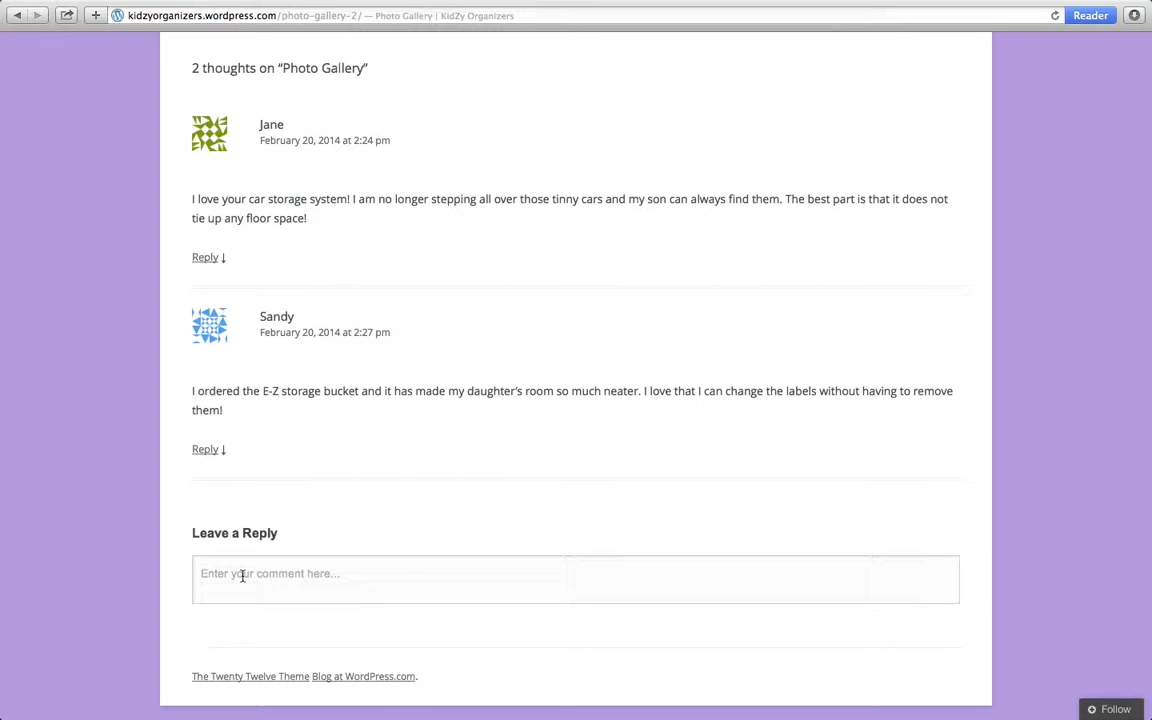 kidzyorganizers.wordpress.com/photo-gallery-2/ — Photo Gallery | KidZy Organizers
Reader
2 thoughts on “Photo Gallery”
Jane
February 20, 2014 at 2:24 pm
I love your car storage system! I am no longer stepping all over those tinny cars and my son can always find them. The best part is that it does not
tie up any floor space!
Reply ↓
Sandy
February 20, 2014 at 2:27 pm
I ordered the E-Z storage bucket and it has made my daughter’s room so much neater. I love that I can change the labels without having to remove
them!
Reply ↓
Leave a Reply
Enter your comment here...
The Twenty Twelve Theme Blog at WordPress.com.
Follow